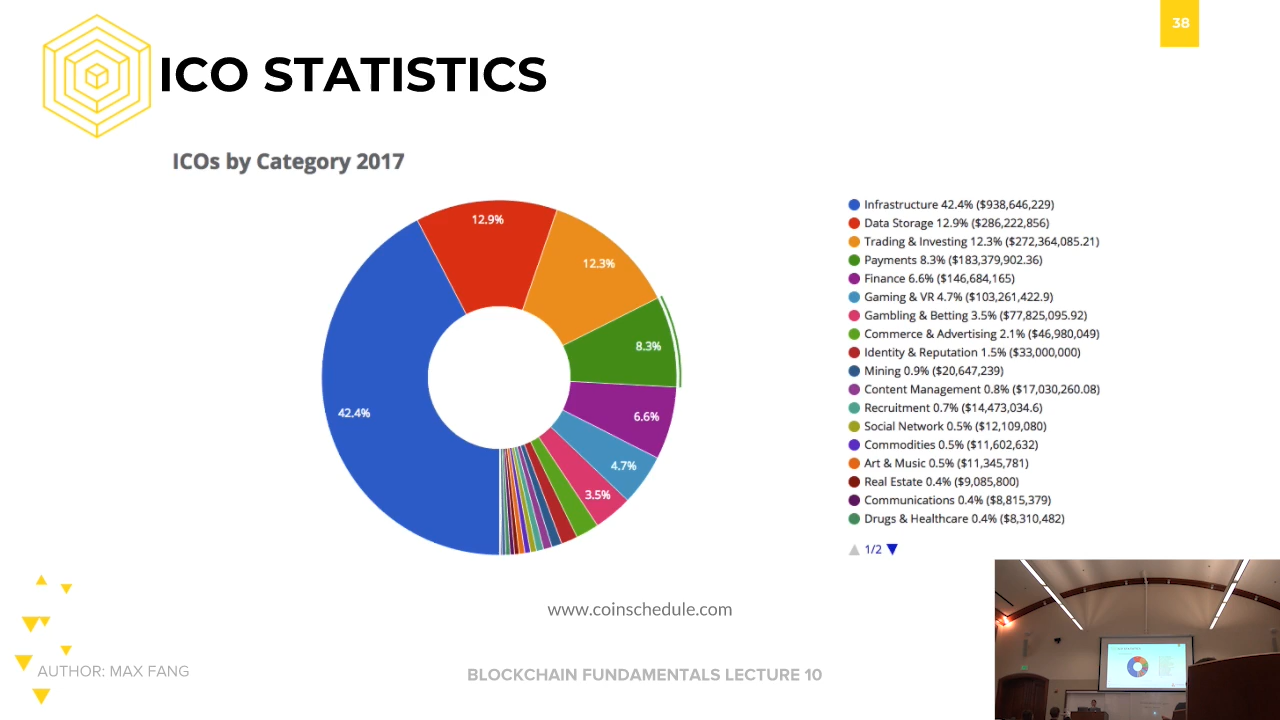 38
ICO STATISTICS
ICOs by Category 2017
12.9%
12.3%
8.3%
6.6%
4.7%
3.5%
42.4%
Infrastructure 42.4% ($938,646,229)
Data Storage 12.9% ($286,222,856)
Trading & Investing 12.3% ($272,364,085.21)
Payments 8.3% ($183,379,902.36)
Finance 6.6% ($146,684,165)
Gaming & VR 4.7% ($103,261,422.9)
Gambling & Betting 3.5% ($77,825,095.92)
Commerce & Advertising 2.1% ($46,980,049)
Identity & Reputation 1.5% ($33,000,000)
Mining 0.9% ($20,647,239)
Content Management 0.8% ($17,030,260.08)
Recruitment 0.7% ($14,473,034.6)
Social Network 0.5% ($12,109,080)
Commodities 0.5% ($11,602,632)
Art & Music 0.5% ($11,345,781)
Real Estate 0.4% ($9,085,800)
Communications 0.4% ($8,815,379)
Drugs & Healthcare 0.4% ($8,310,482)
1/2
www.coinschedule.com
AUTHOR: MAX FANG
BLOCKCHAIN FUNDAMENTALS LECTURE 10